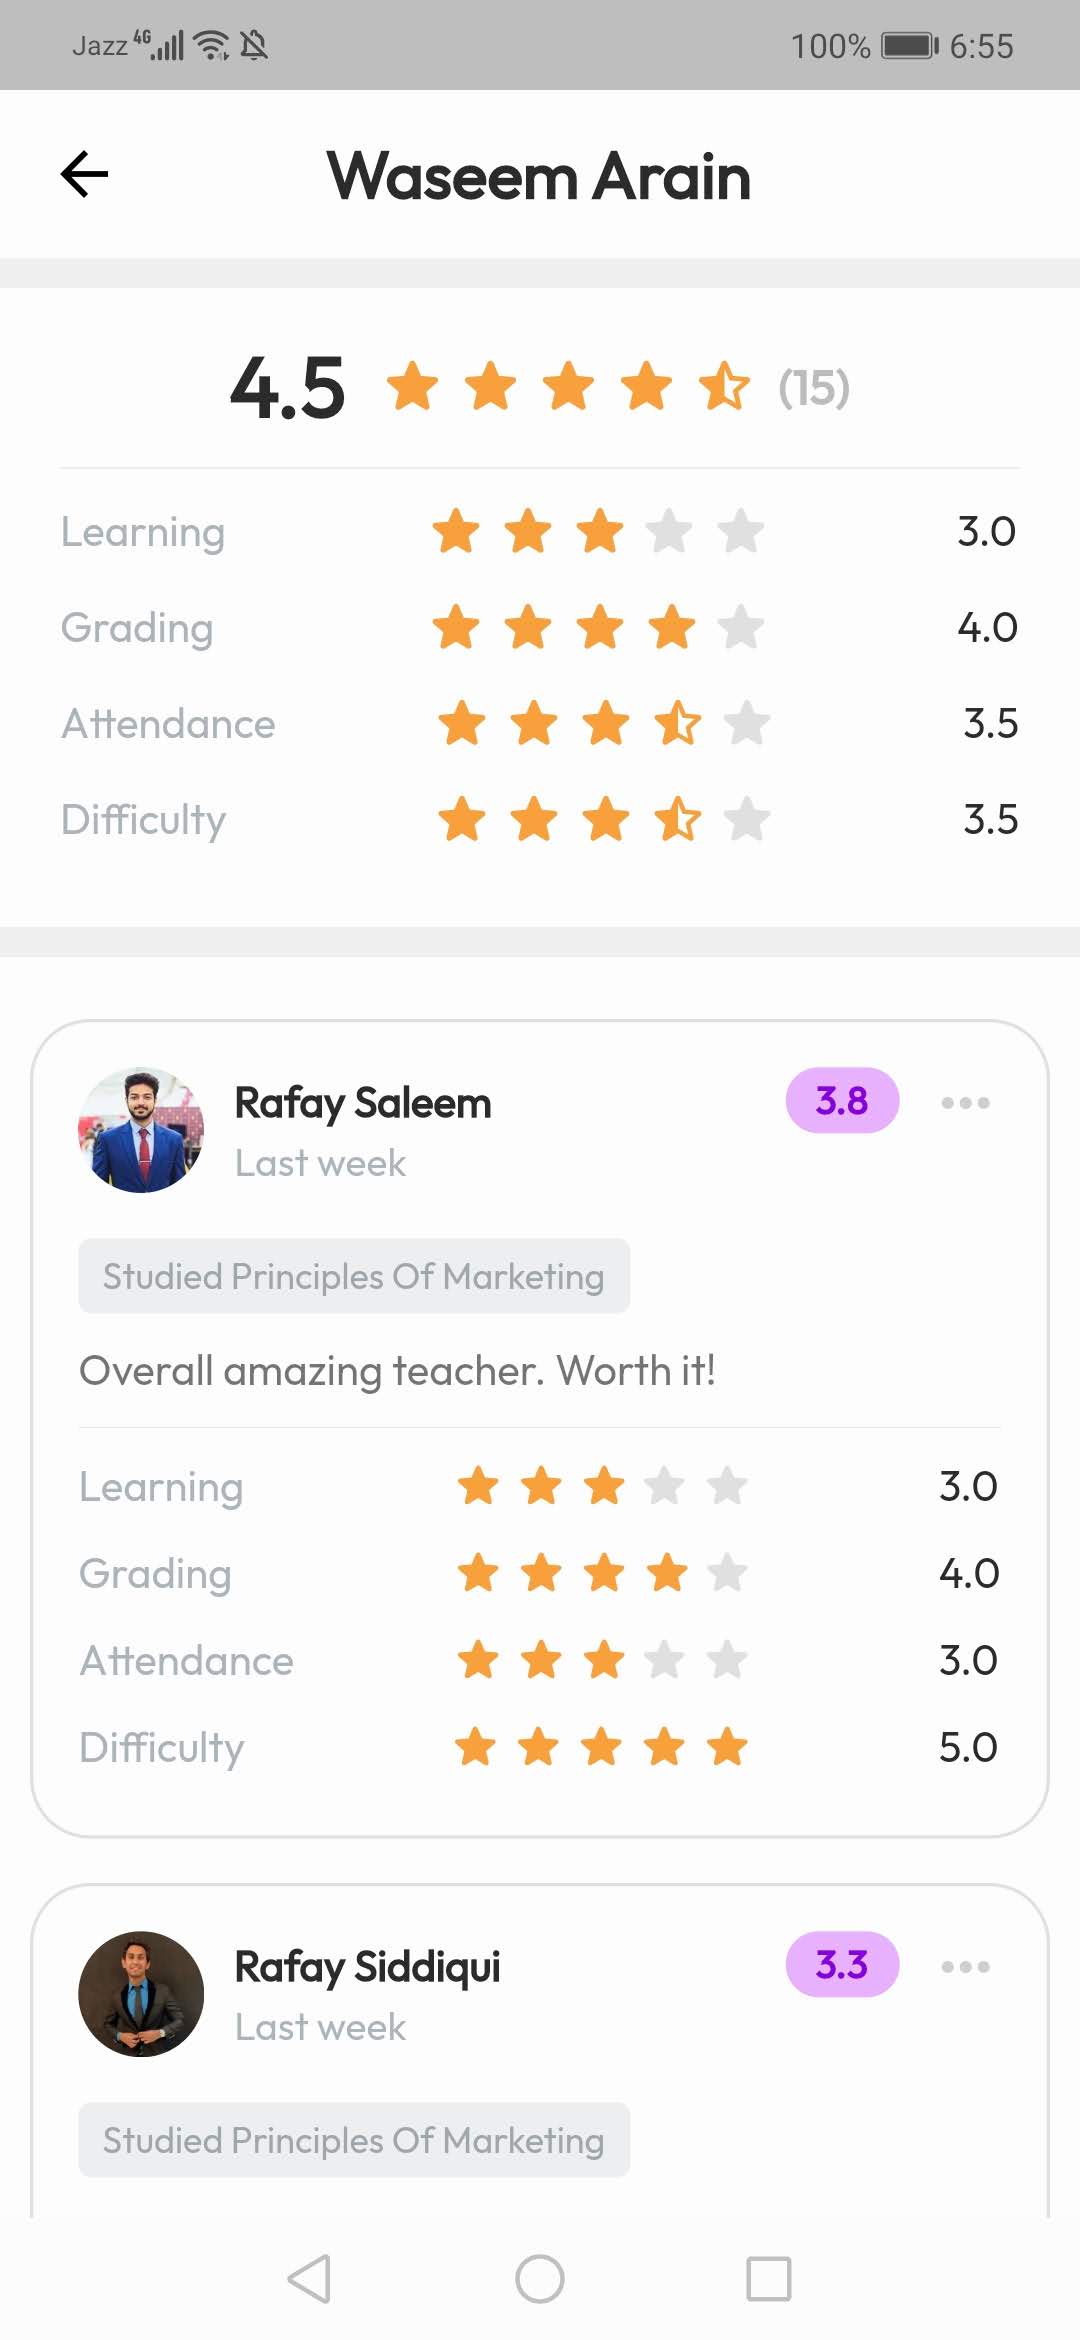 Jazz 4G 100% 6:55
Waseem Arain
4.5 (15)
Learning 3.0
Grading 4.0
Attendance 3.5
Difficulty 3.5
Rafay Saleem 3.8
Last week
Studied Principles Of Marketing
Overall amazing teacher. Worth it!
Learning 3.0
Grading 4.0
Attendance 3.0
Difficulty 5.0
Rafay Siddiqui 3.3
Last week
Studied Principles Of Marketing